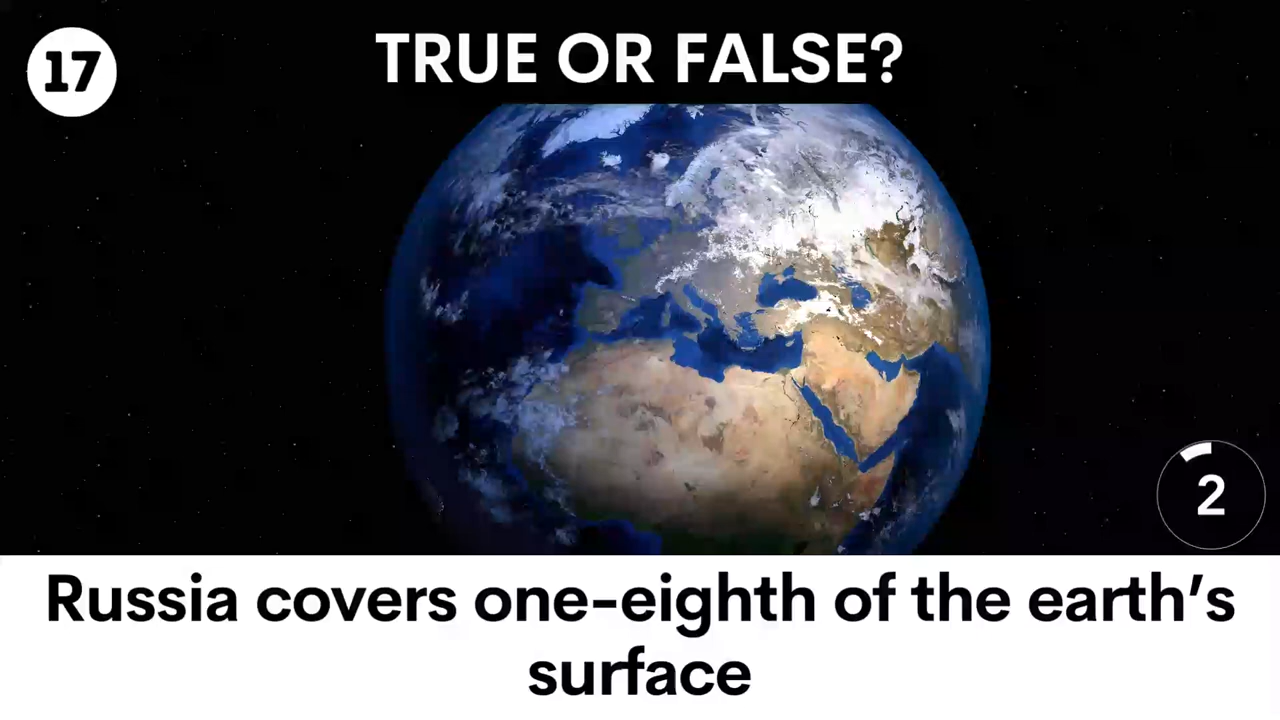 17
TRUE OR FALSE?
2
Russia covers one-eighth of the earth’s
surface